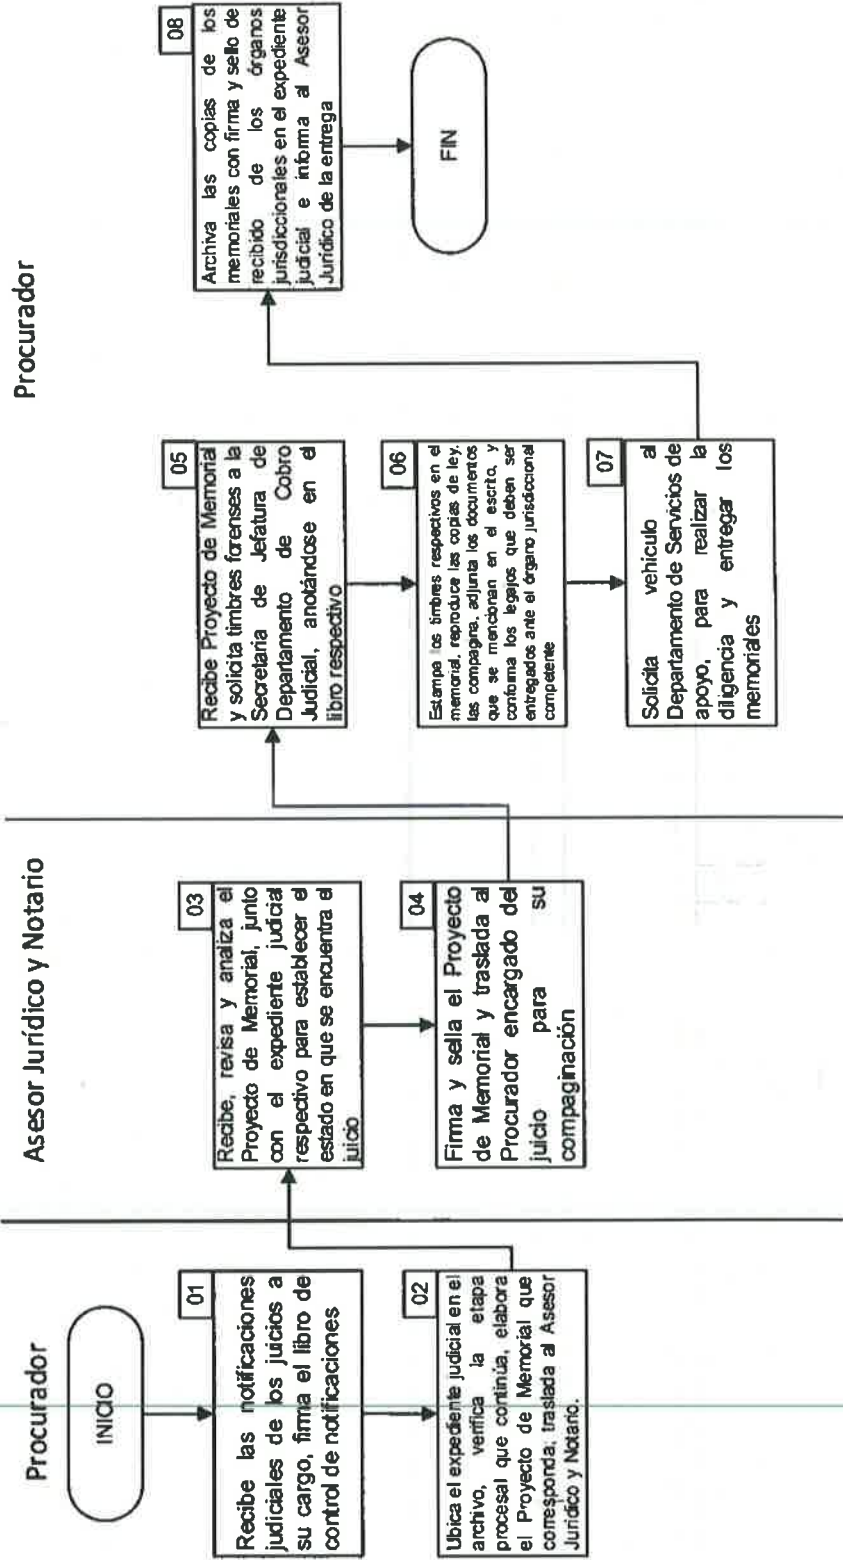 Procurador
INICIO
01
Recibe las notificaciones
judiciales de los juicios a
su cargo, firma el libro de
control de notificaciones
02
Ubica el expediente judicial en el
archivo, verifica la etapa
procesal que continúa, elabora
el Proyecto de Memorial que
corresponda; traslada al Asesor
Jurídico y Notario.
Asesor Jurídico y Notario
03
Recibe, revisa y analiza el
Proyecto de Memorial, junto
con el expediente judicial
respectivo para establecer el
estado en que se encuentra el
juicio
04
Firma y sella el Proyecto
de Memorial y traslada al
Procurador encargado del
juicio para su
compaginación
Procurador
05
Recibe Proyecto de Memorial
y solicita timbres forenses a la
Secretaria de Jefatura de
Departamento de Cobro
Judicial, anotándose en el
libro respectivo
06
Estampa los timbres respectivos en el
memorial, reproduce las copias de ley,
las compagina, adjunta los documentos
que se mencionan en el escrito, y
conforma los legajos que deben ser
entregados ante el órgano jurisdiccional
competente
07
Solicita vehículo al
Departamento de Servicios de
apoyo, para realizar la
diligencia y entregar los
memoriales
08
Archiva las copias de los
memoriales con firma y sello de
recibido de los órganos
jurisdiccionales en el expediente
judicial e informa al Asesor
Jurídico de la entrega
FIN